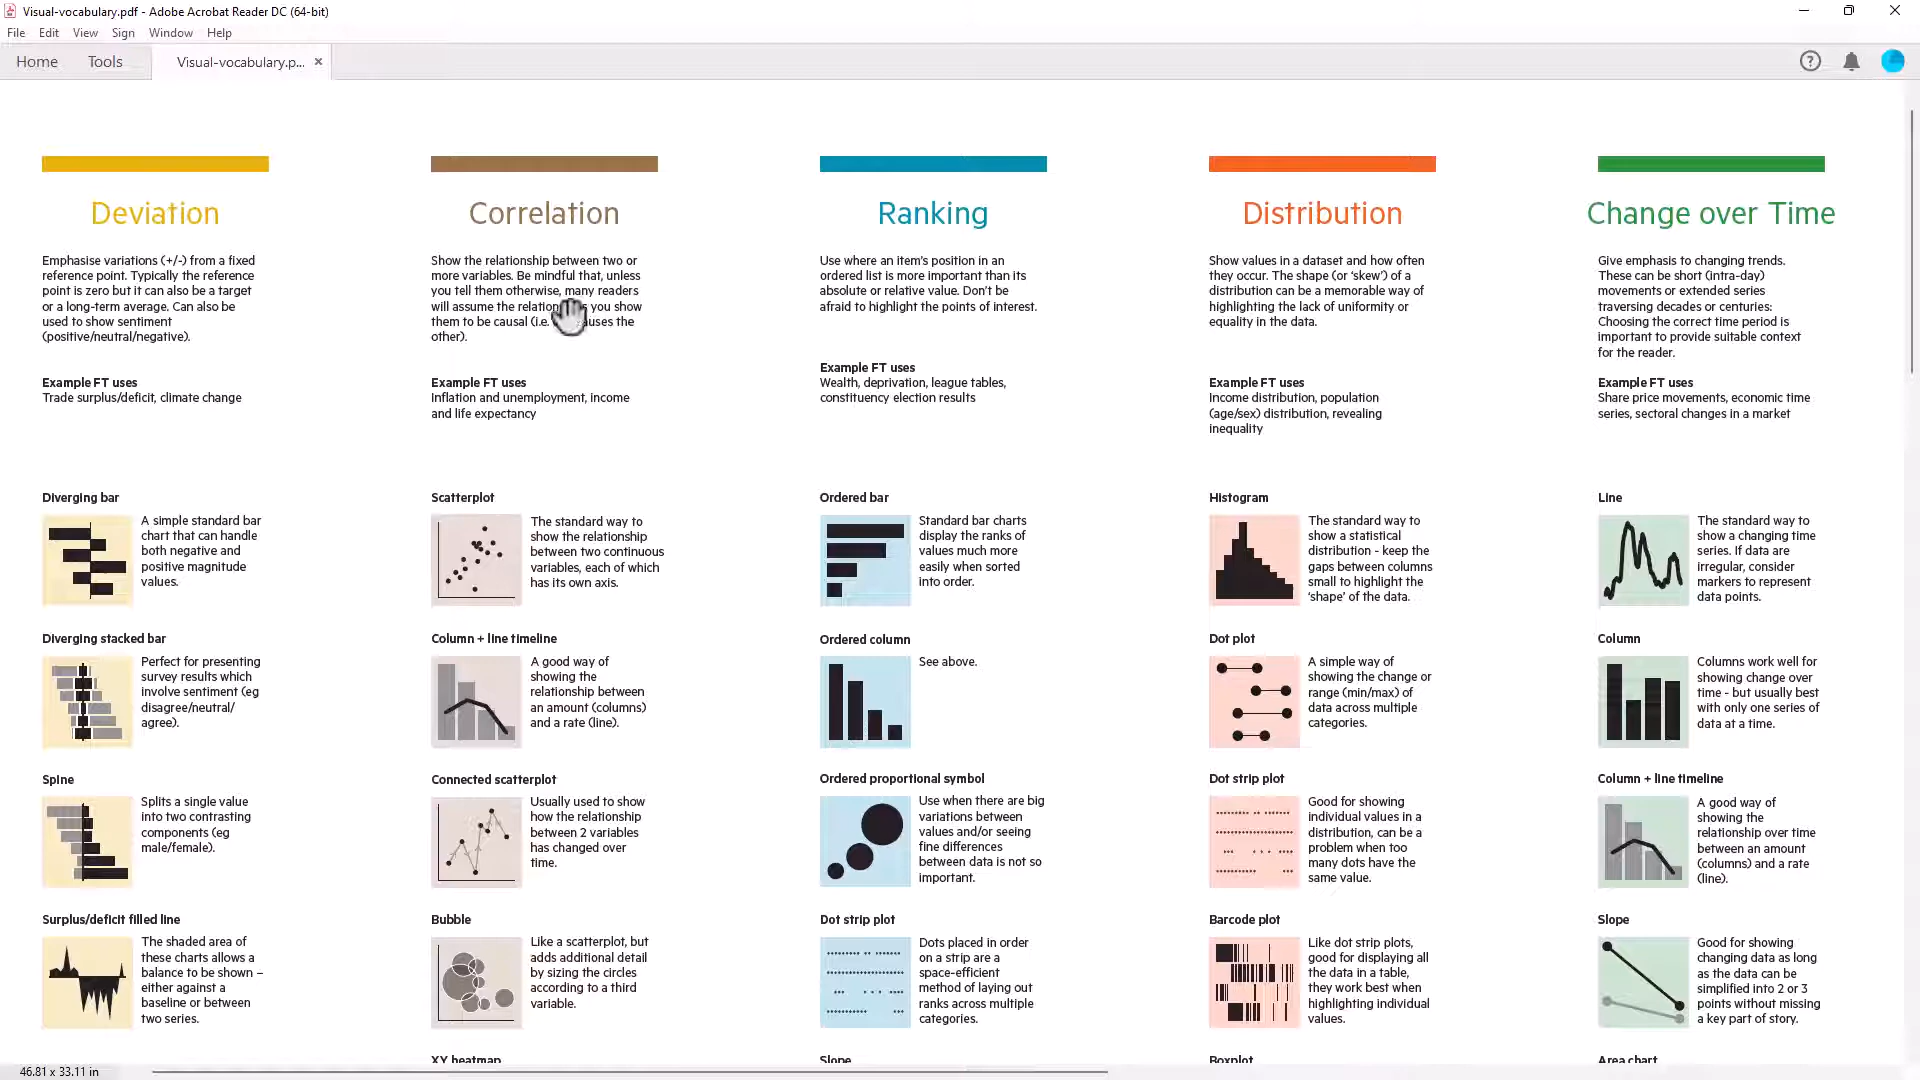 Visual-vocabulary.pdf - Adobe Acrobat Reader DC (64-bit)
File Edit View Sign Window Help
Home Tools Visual-vocabulary.p... ×
Deviation
Emphasise variations (+/-) from a fixed
reference point. Typically the reference
point is zero but it can also be a target
or a long-term average. Can also be
used to show sentiment
(positive/neutral/negative).
Example FT uses
Trade surplus/deficit, climate change
Diverging bar
A simple standard bar
chart that can handle
both negative and
positive magnitude
values.
Diverging stacked bar
Perfect for presenting
survey results which
involve sentiment (eg
disagree/neutral/
agree).
Spine
Splits a single value
into two contrasting
components (eg
male/female).
Surplus/deficit filled line
The shaded area of
these charts allows a
balance to be shown –
either against a
baseline or between
two series.
Correlation
Show the relationship between two or
more variables. Be mindful that, unless
you tell them otherwise, many readers
will assume the you show
them to be causal (i.e. the
other).
Example FT uses
Inflation and unemployment, income
and life expectancy
Scatterplot
The standard way to
show the relationship
between two continuous
variables, each of which
has its own axis.
Column + line timeline
A good way of
showing the
relationship between
an amount (columns)
and a rate (line).
Connected scatterplot
Usually used to show
how the relationship
between 2 variables
has changed over
time.
Bubble
Like a scatterplot, but
adds additional detail
by sizing the circles
according to a third
variable.
XY heatmap
Ranking
Use where an item's position in an
ordered list is more important than its
absolute or relative value. Don't be
afraid to highlight the points of interest.
Example FT uses
Wealth, deprivation, league tables,
constituency election results
Ordered bar
Standard bar charts
display the ranks of
values much more
easily when sorted
into order.
Ordered column
See above.
Ordered proportional symbol
Use when there are big
variations between
values and/or seeing
fine differences
between data is not so
important.
Dot strip plot
Dots placed in order
on a strip are a
space-efficient
method of laying out
ranks across multiple
categories.
Slope
Distribution
Show values in a dataset and how often
they occur. The shape (or 'skew') of a
distribution can be a memorable way of
highlighting the lack of uniformity or
equality in the data.
Example FT uses
Income distribution, population
(age/sex) distribution, revealing
inequality
Histogram
The standard way to
show a statistical
distribution - keep the
gaps between columns
small to highlight the
'shape' of the data.
Dot plot
A simple way of
showing the change or
range (min/max) of
data across multiple
categories.
Dot strip plot
Good for showing
individual values in a
distribution, can be a
problem when too
many dots have the
same value.
Barcode plot
Like dot strip plots,
good for displaying all
the data in a table,
they work best when
highlighting individual
values.
Boxplot
Change over Time
Give emphasis to changing trends.
These can be short (intra-day)
movements or extended series
traversing decades or centuries:
Choosing the correct time period is
important to provide suitable context
for the reader.
Example FT uses
Share price movements, economic time
series, sectoral changes in a market
Line
The standard way to
show a changing time
series. If data are
irregular, consider
markers to represent
data points.
Column
Columns work well for
showing change over
time - but usually best
with only one series of
data at a time.
Column + line timeline
A good way of
showing the
relationship over time
between an amount
(columns) and a rate
(line).
Slope
Good for showing
changing data as long
as the data can be
simplified into 2 or 3
points without missing
a key part of story.
Area chart
46.81 x 33.11 in